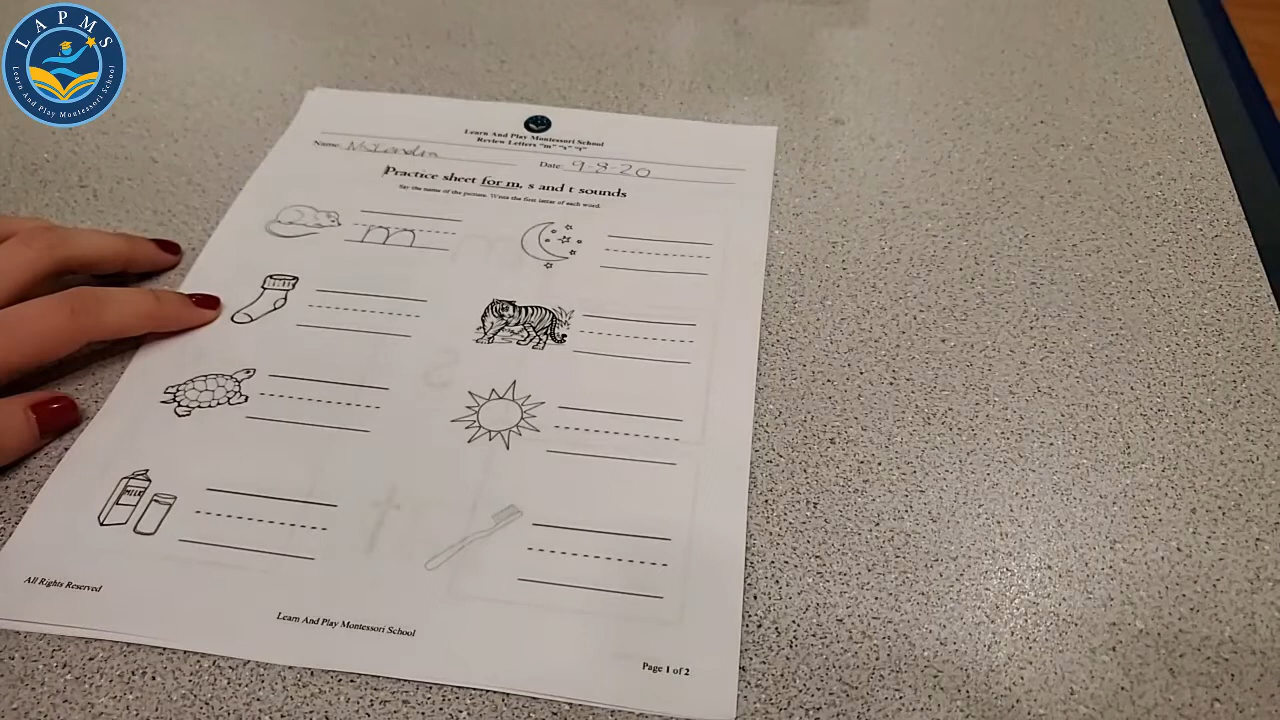 LAPMS
Learn And Play Montessori School
Learn And Play Montessori School
Review Letters "m" "s" "t"
Name:
Date: 9-8-20
Practice sheet for m, s and t sounds
Say the name of the picture. Write the first letter of each word.
m
MILK
All Rights Reserved
Learn And Play Montessori School
Page 1 of 2